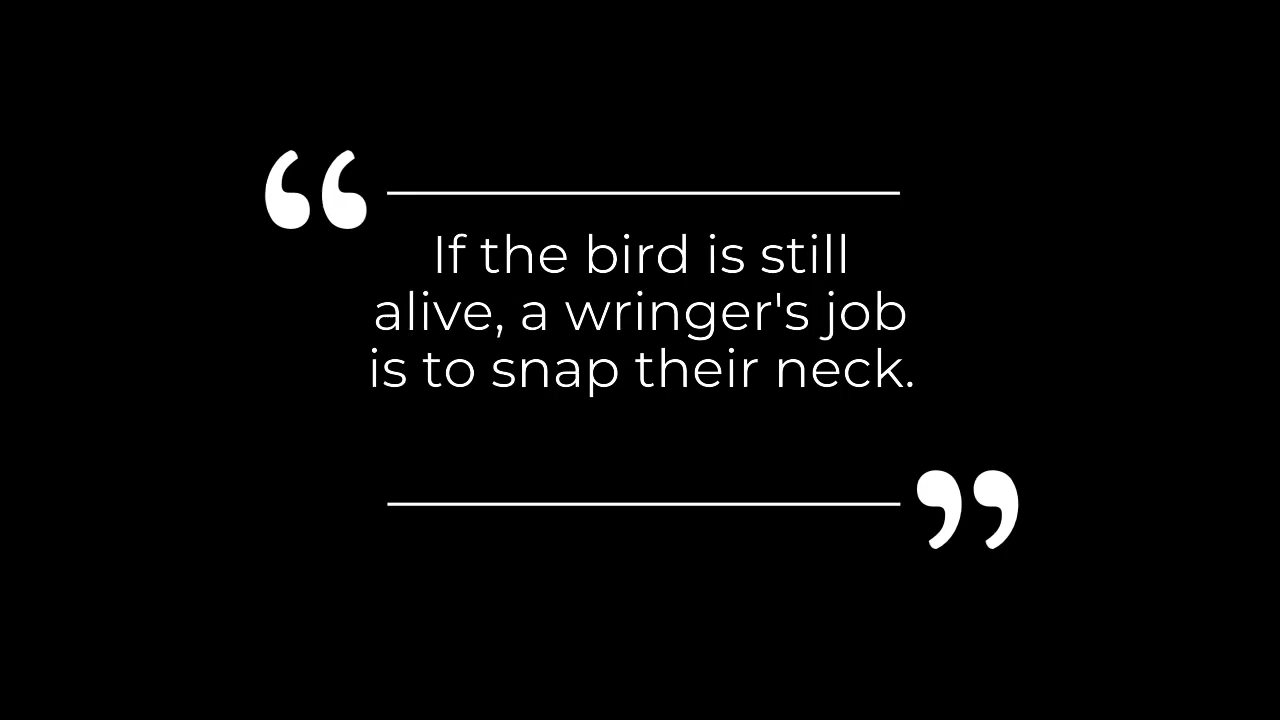 “
If the bird is still
alive, a wringer's job
is to snap their neck.
”